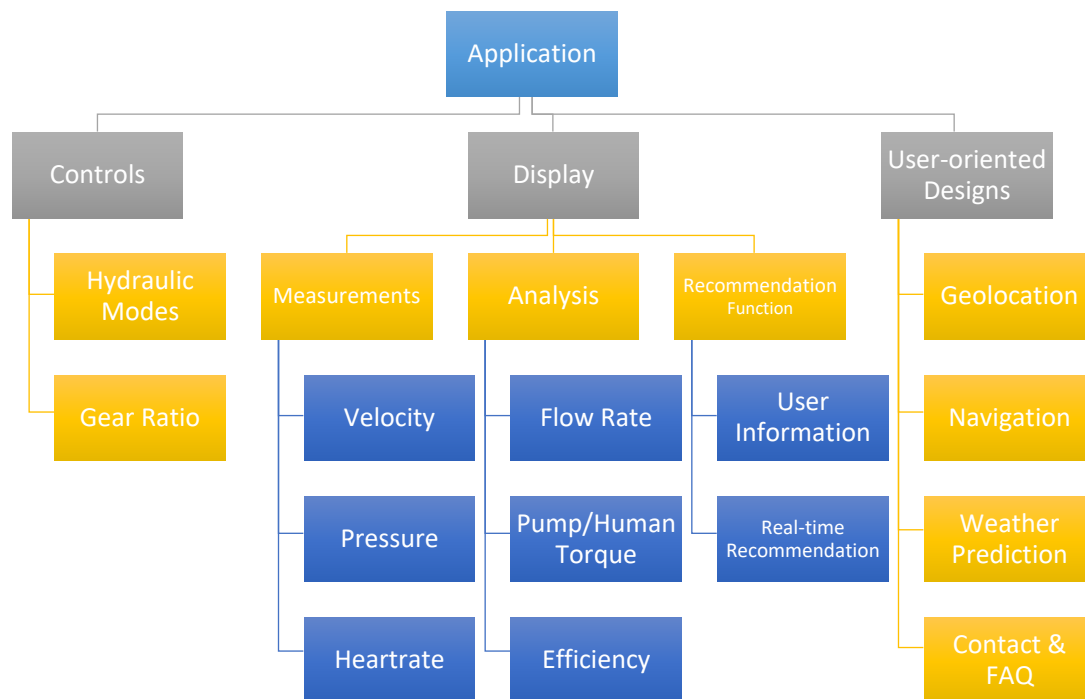 Application
Controls
Display
User-oriented
Designs
Hydraulic
Modes
Gear Ratio
Measurements
Analysis
Recommendation
Function
Velocity
Pressure
Heartrate
Flow Rate
Pump/Human
Torque
Efficiency
User
Information
Real-time
Recommendation
Geolocation
Navigation
Weather
Prediction
Contact &
FAQ